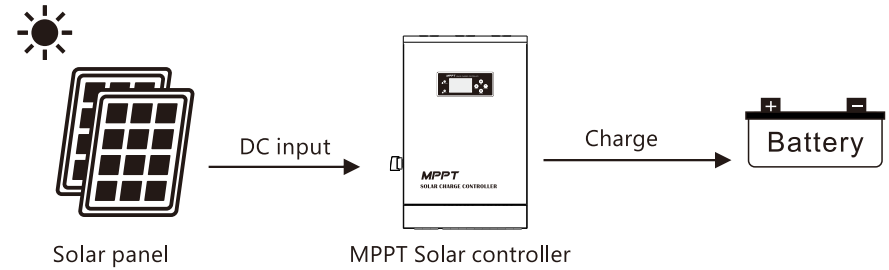 DC input
Charge
+ −
Battery
MPPT
SOLAR CHARGE CONTROLLER
Solar panel
MPPT Solar controller